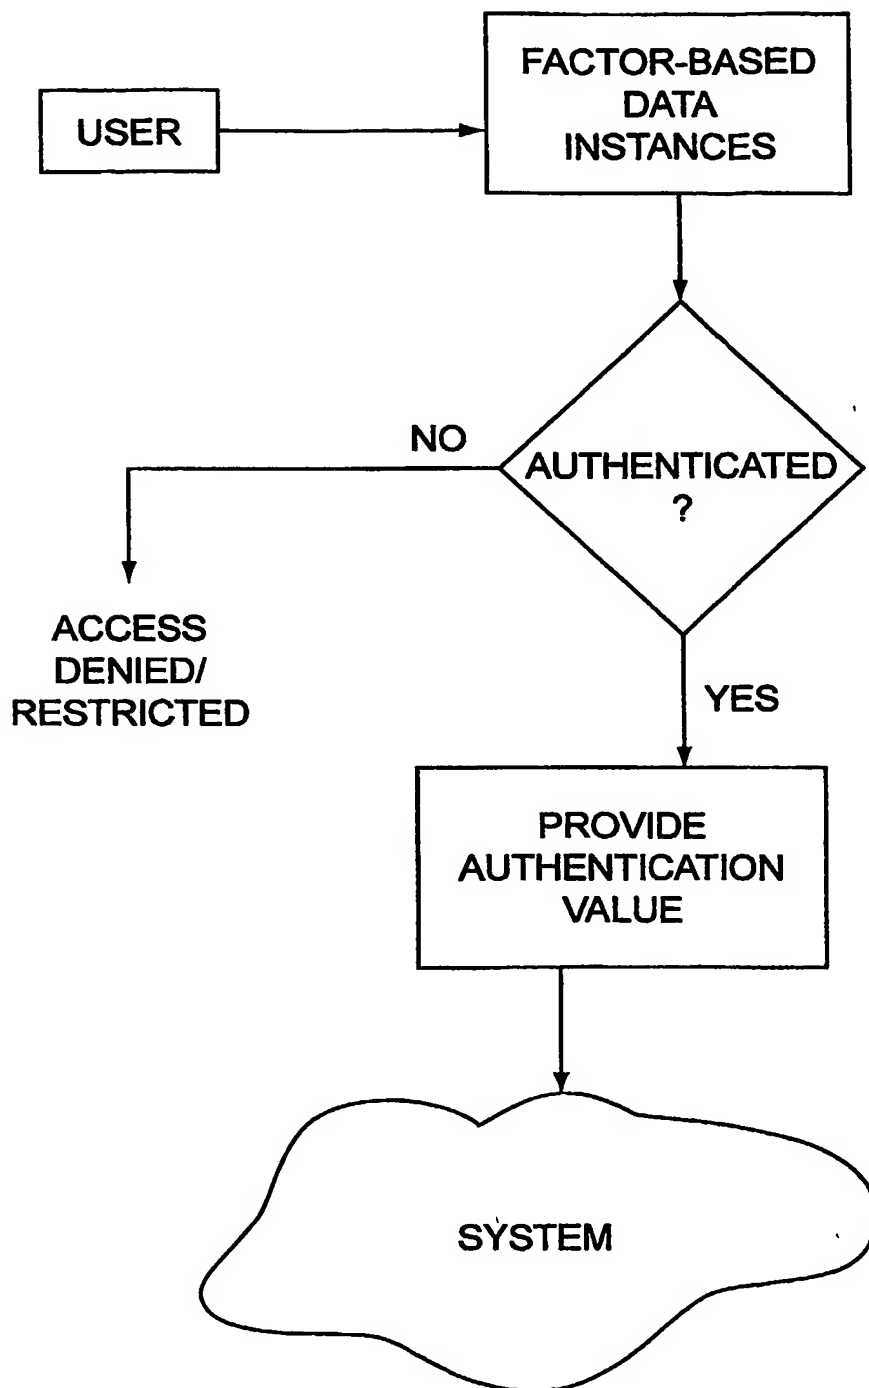 FACTOR-BASED
DATA
INSTANCES
USER
AUTHENTICATED
?
NO
ACCESS
DENIED/
RESTRICTED
YES
PROVIDE
AUTHENTICATION
VALUE
SYSTEM